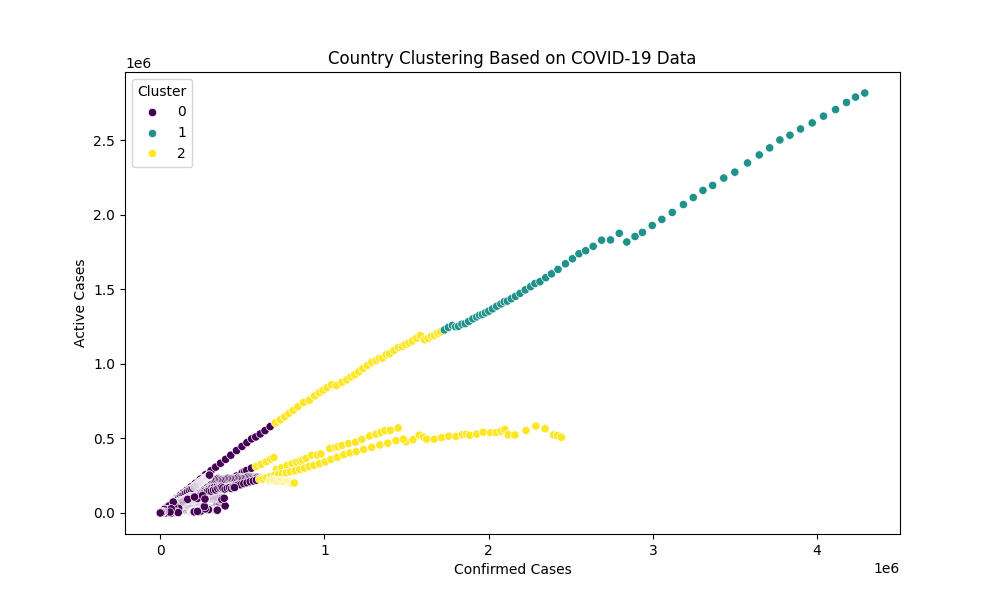 Country Clustering Based on COVID-19 Data
1e6
Cluster
0
1
2
2.5
2.0
1.5
1.0
0.5
0.0
Active Cases
0 1 2 3 4
Confirmed Cases
1e6